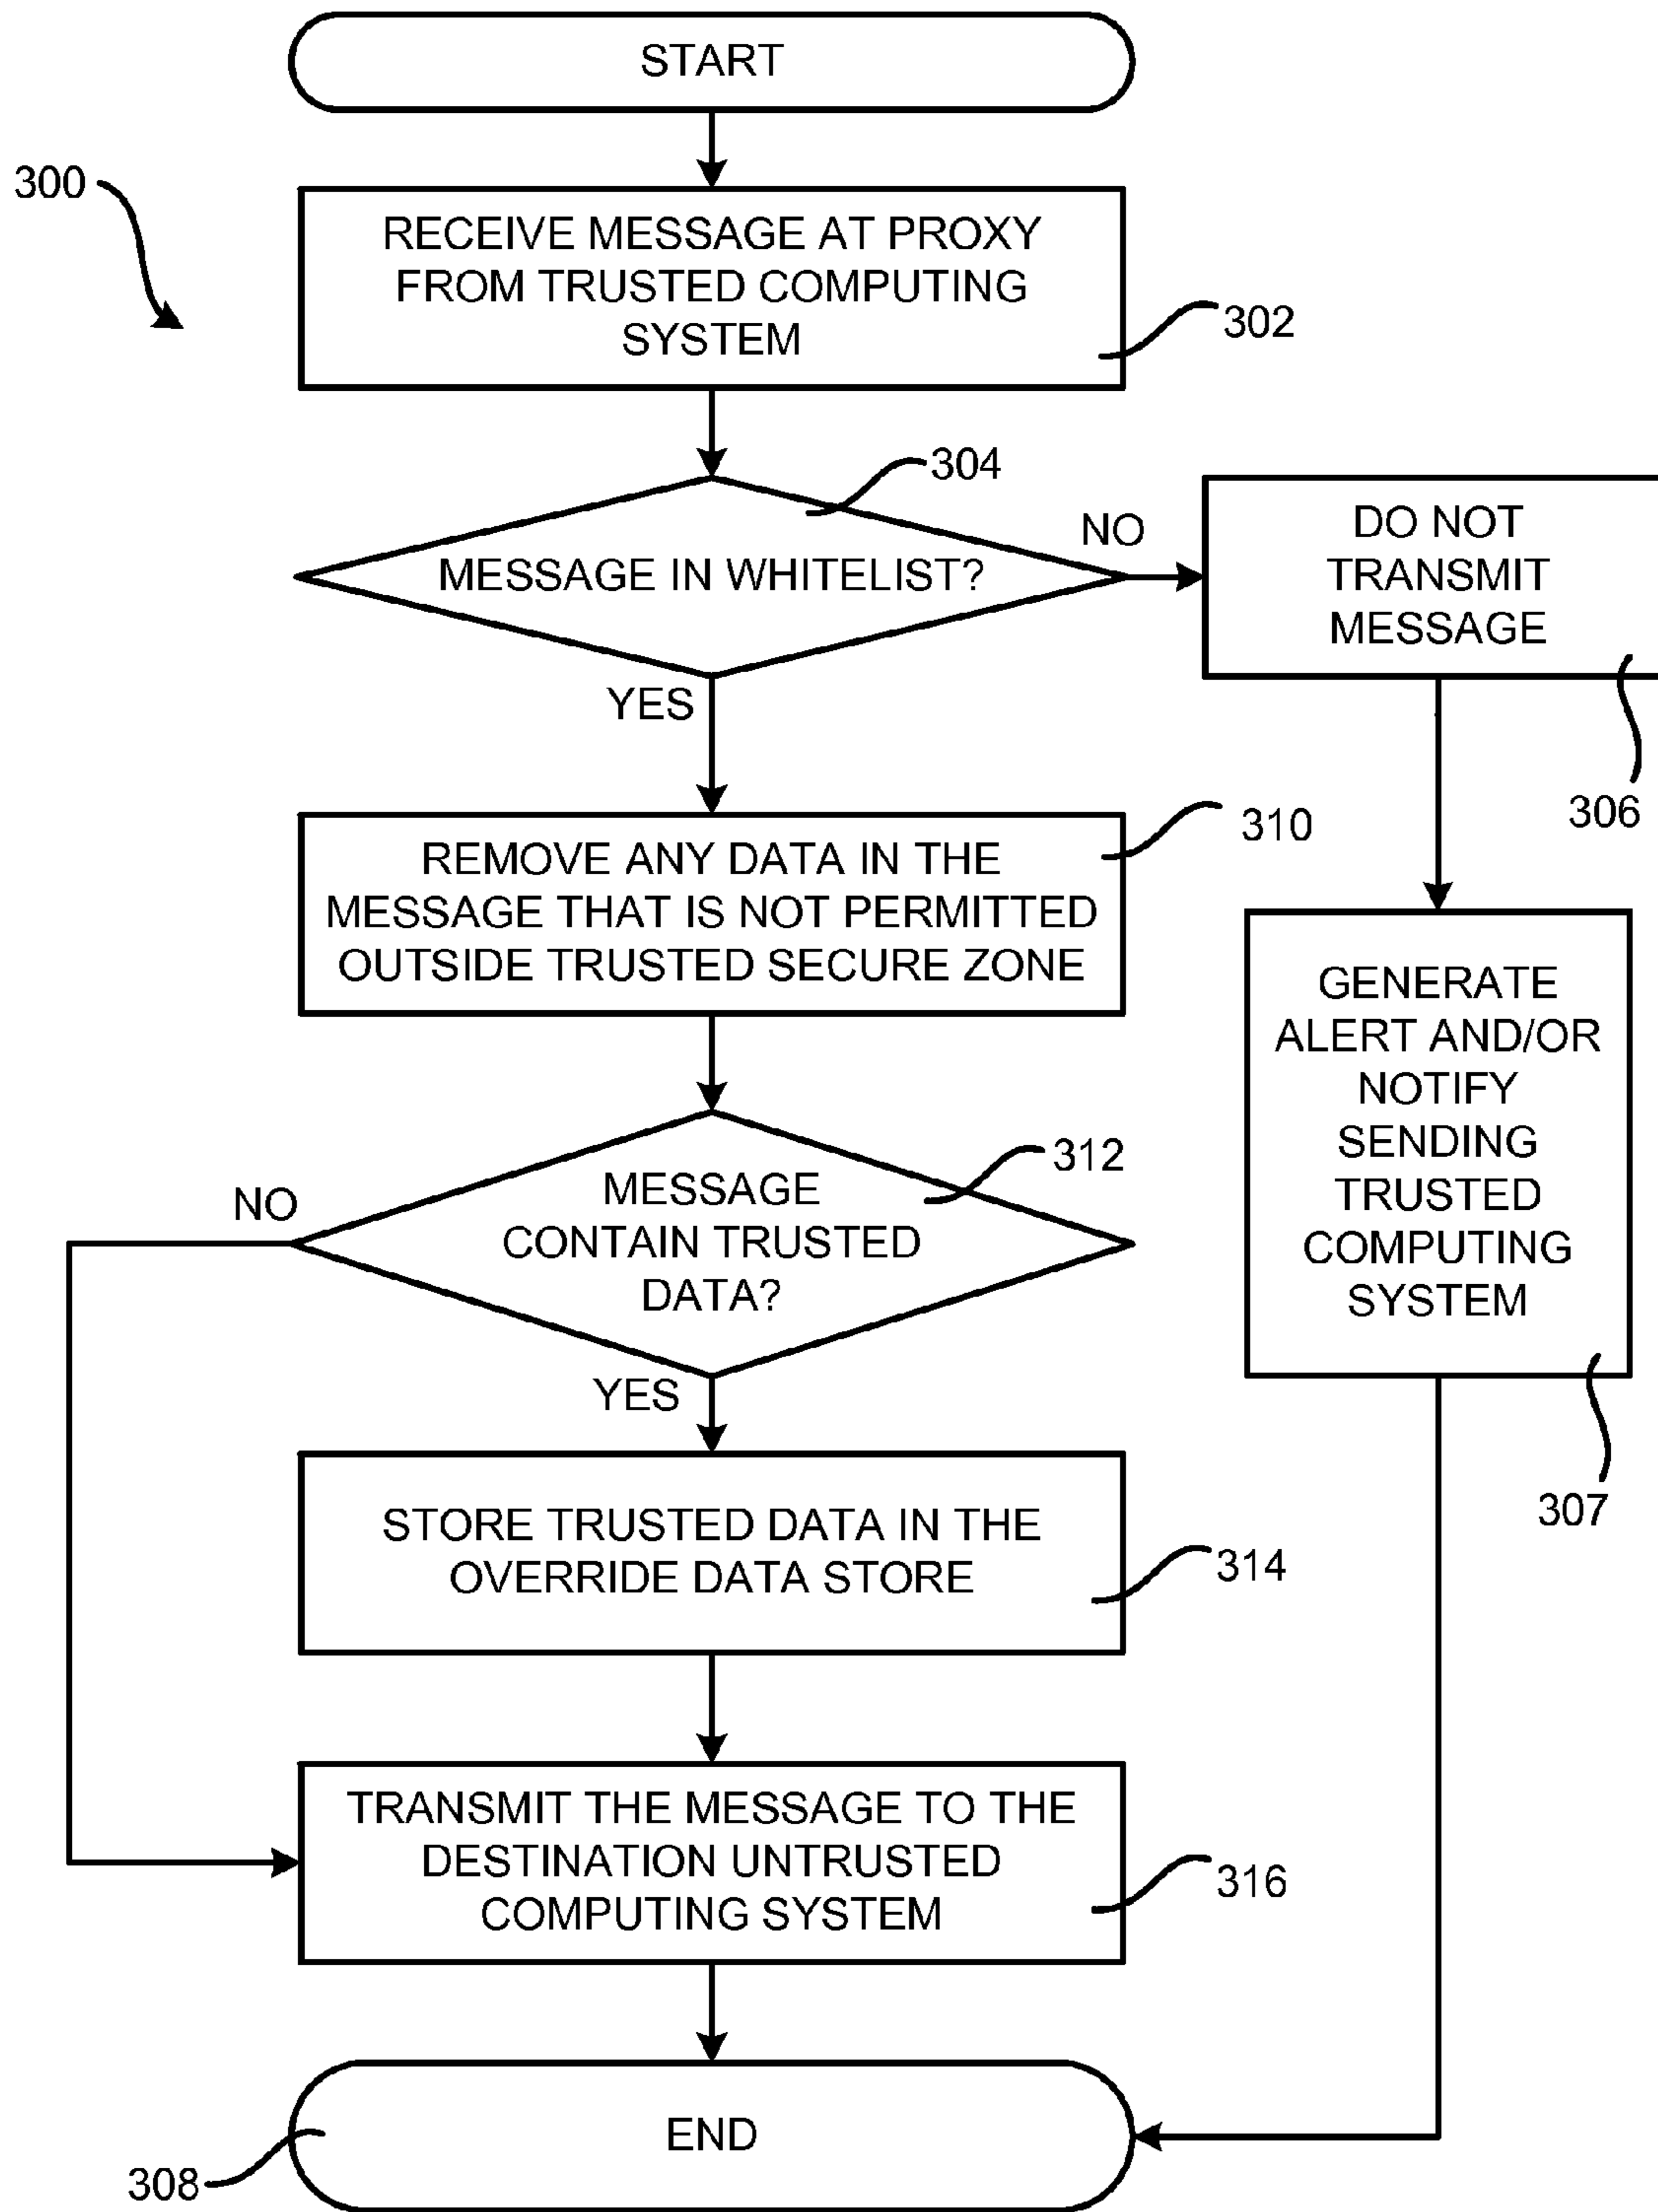 START
300
RECEIVE MESSAGE AT PROXY
FROM TRUSTED COMPUTING
SYSTEM
302
304
MESSAGE IN WHITELIST?
NO
DO NOT
TRANSMIT
MESSAGE
306
YES
310
REMOVE ANY DATA IN THE
MESSAGE THAT IS NOT PERMITTED
OUTSIDE TRUSTED SECURE ZONE
GENERATE
ALERT AND/OR
NOTIFY
SENDING
TRUSTED
COMPUTING
SYSTEM
307
312
MESSAGE
CONTAIN TRUSTED
DATA?
NO
YES
STORE TRUSTED DATA IN THE
OVERRIDE DATA STORE
314
TRANSMIT THE MESSAGE TO THE
DESTINATION UNTRUSTED
COMPUTING SYSTEM
316
END
308